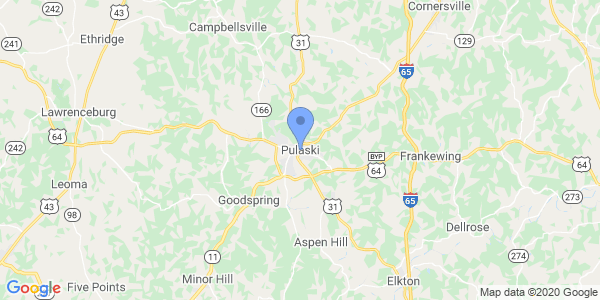 Cornersville
43
31
Campbellsville
241
Ethridge
129
242
65
166
Lawrenceburg
64
64
242
Pulaski
BYP
64
Frankewing
Leoma
43
98
Goodspring
31
65
273
Dellrose
Aspen Hill
11
274
Minor Hill
Elkton
Five Points
Google
Map data ©2020 Google